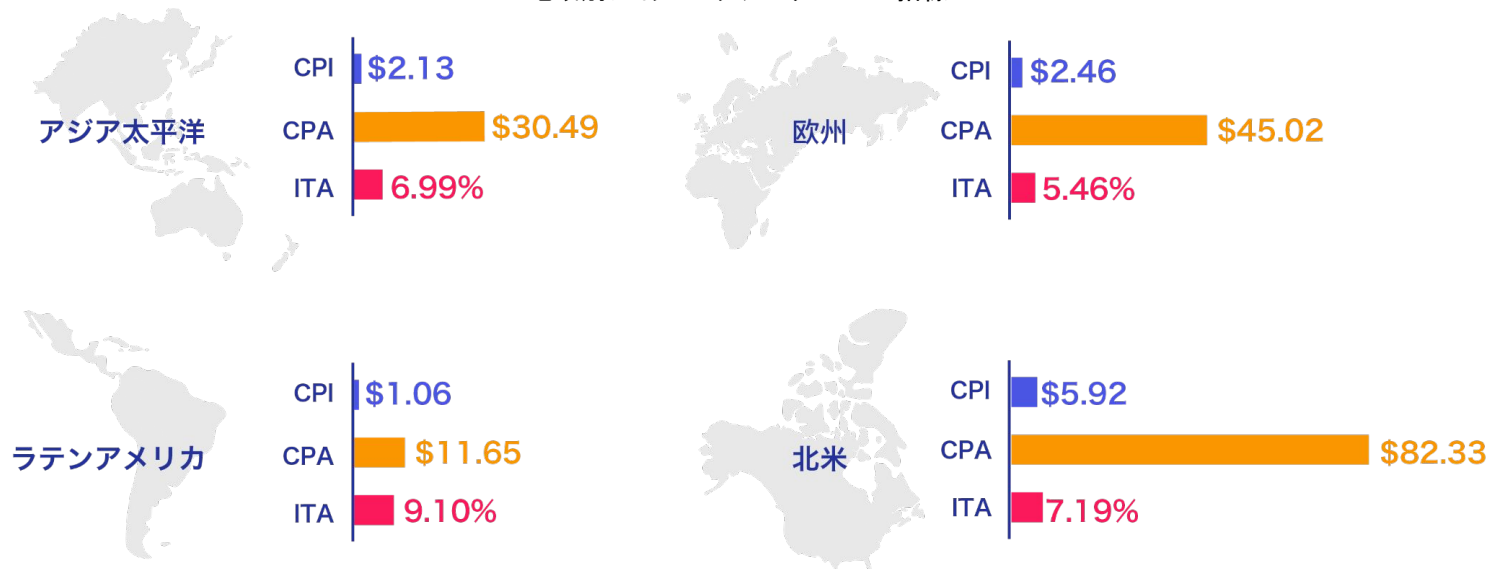 アジア太平洋
CPI $2.13
CPA $30.49
ITA 6.99%
欧州
CPI $2.46
CPA $45.02
ITA 5.46%
ラテンアメリカ
CPI $1.06
CPA $11.65
ITA 9.10%
北米
CPI $5.92
CPA $82.33
ITA 7.19%